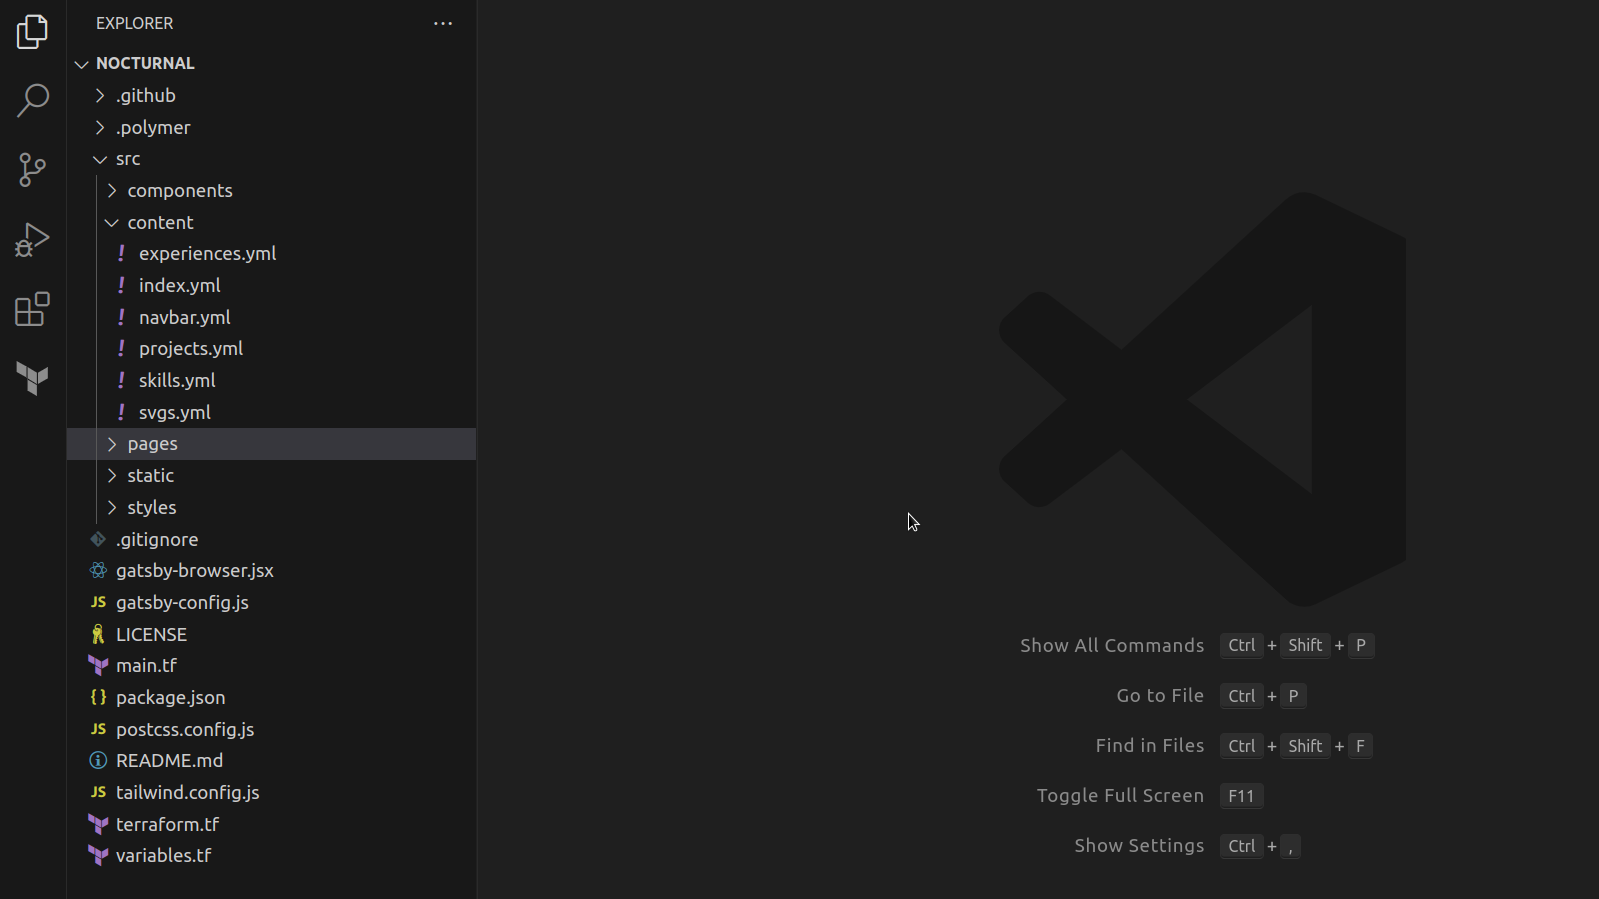 EXPLORER
NOCTURNAL
.github
.polymer
src
components
content
! experiences.yml
! index.yml
! navbar.yml
! projects.yml
! skills.yml
! svgs.yml
pages
static
styles
.gitignore
gatsby-browser.jsx
JS gatsby-config.js
LICENSE
main.tf
{} package.json
JS postcss.config.js
README.md
JS tailwind.config.js
terraform.tf
variables.tf
Show All Commands Ctrl + Shift + P
Go to File Ctrl + P
Find in Files Ctrl + Shift + F
Toggle Full Screen F11
Show Settings Ctrl + ,